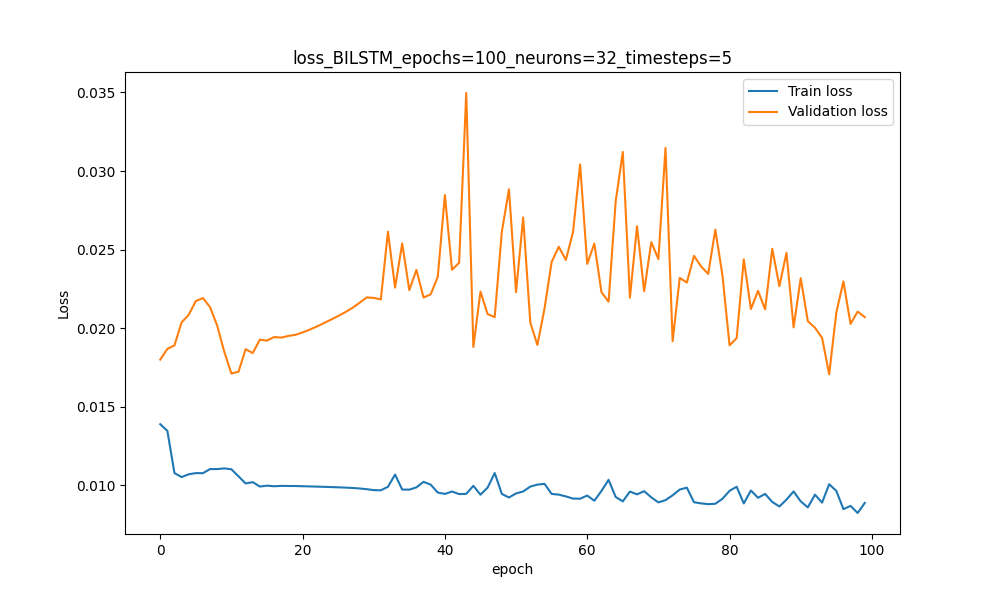 loss_BILSTM_epochs=100_neurons=32_timesteps=5
Train loss
Validation loss
0.035
0.030
0.025
0.020
0.015
0.010
Loss
0
20
40
60
80
100
epoch